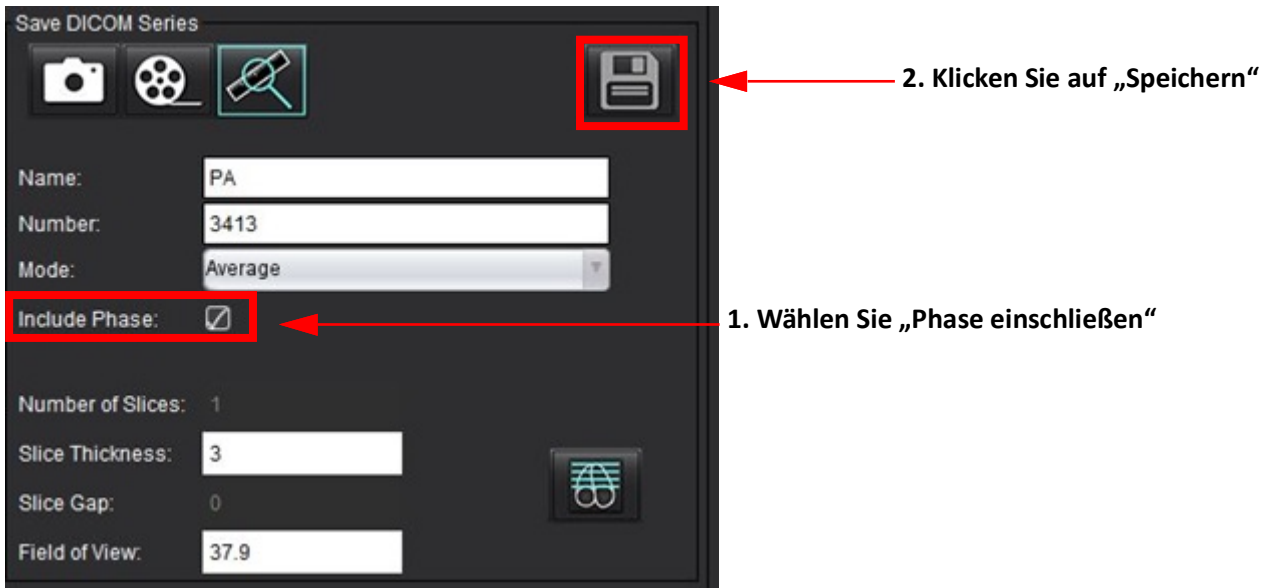 Save DICOM Series
2. Klicken Sie auf „Speichern“
Name: PA
Number: 3413
Mode: Average
Include Phase:
1. Wählen Sie „Phase einschließen“
Number of Slices: 1
Slice Thickness: 3
Slice Gap: 0
Field of View: 37.9